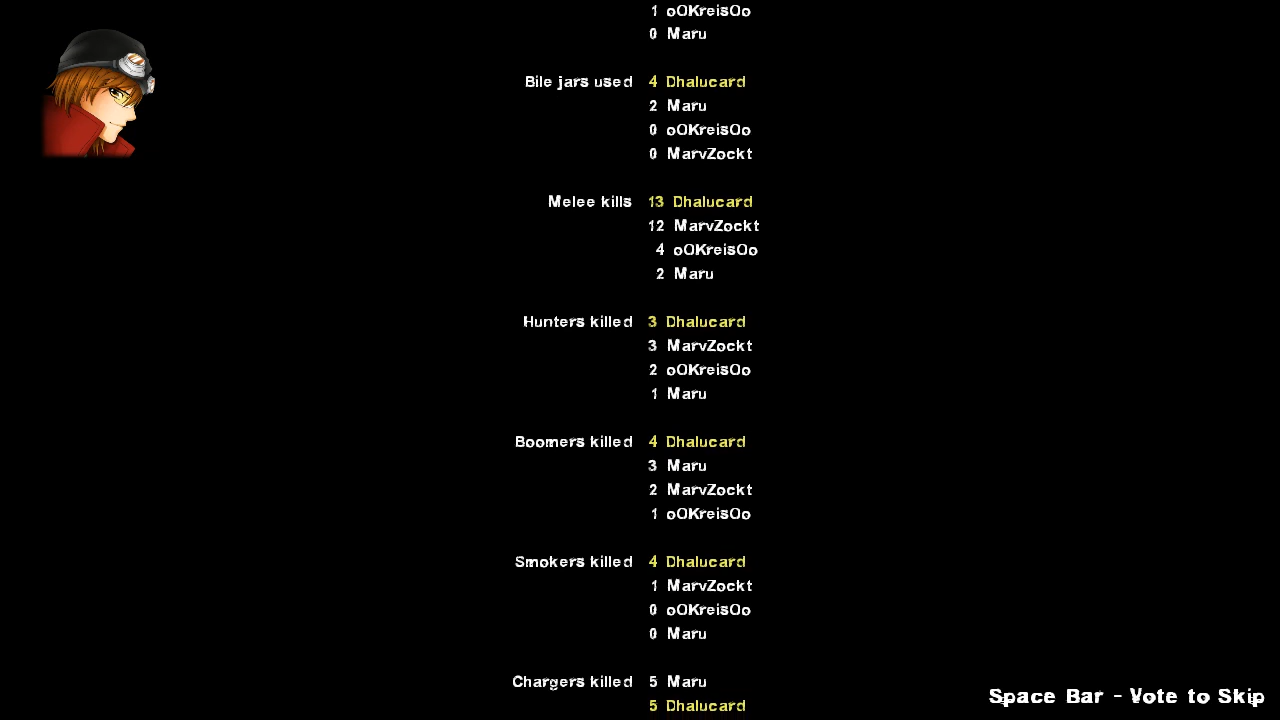 1 oOKreisOo
0 Maru
Bile jars used 4 Dhalucard
2 Maru
0 oOKreisOo
0 MarvZockt
Melee kills 13 Dhalucard
12 MarvZockt
4 oOKreisOo
2 Maru
Hunters killed 3 Dhalucard
3 MarvZockt
2 oOKreisOo
1 Maru
Boomers killed 4 Dhalucard
3 Maru
2 MarvZockt
1 oOKreisOo
Smokers killed 4 Dhalucard
1 MarvZockt
0 oOKreisOo
0 Maru
Chargers killed 5 Maru
5 Dhalucard
Space Bar - Vote to Skip